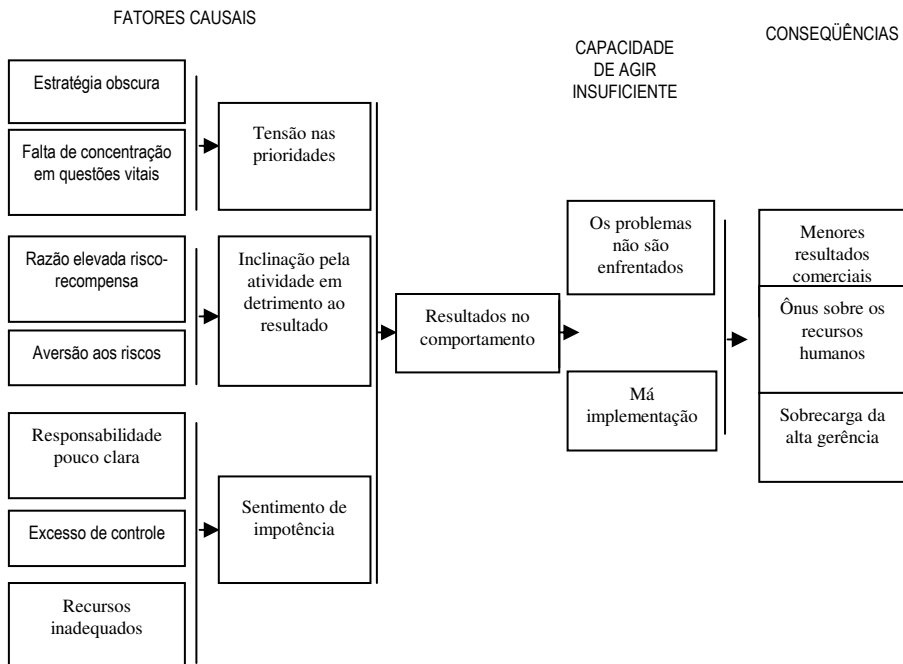 FATORES CAUSAIS
CAPACIDADE
DE AGIR
INSUFICIENTE
CONSEQÜÊNCIAS
Estratégia obscura
Falta de concentração
em questões vitais
Tensão nas
prioridades
Razão elevada risco-
recompensa
Aversão aos riscos
Inclinação pela
atividade em
detrimento ao
resultado
Responsabilidade
pouco clara
Excesso de controle
Recursos
inadequados
Sentimento de
impotência
Resultados no
comportamento
Os problemas
não são
enfrentados
Má
implementação
Menores
resultados
comerciais
Ônus sobre os
recursos
humanos
Sobrecarga da
alta gerência